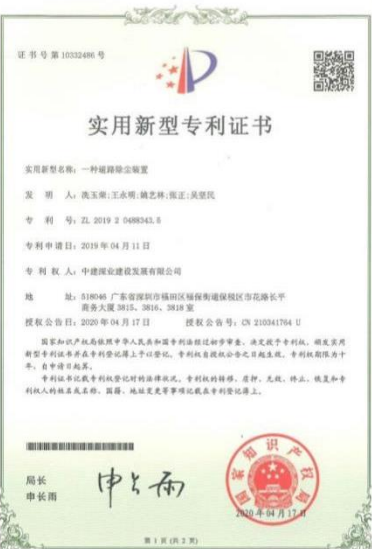 证书号第10332486号
实用新型专利证书
实用新型名称：一种道路除尘装置
发 明 人：洗玉荣;王永明;姚艺林;张正;吴坚民
专 利 号：ZL 2019 2 0488343.5
专利申请日：2019年04月11日
专 利 权 人：中建深业建设发展有限公司
地 址：518046 广东省深圳市福田区福保街道保税区市花路长平
商务大厦3815、3816、3818室
授权公告日：2020年04月17日 授权公告号：CN 210341764 U
国家知识产权局依照中华人民共和国专利法经过初步审查，决定授予专利权，颁发实用
新型专利证书并在专利登记簿上予以登记。专利权自授权公告之日起生效。专利权期限为十
年，自申请日起算。
专利证书记载专利权登记时的法律状况。专利权的转移、质押、无效、终止、恢复和专
利权人的姓名或名称、国籍、地址变更等事项记载在专利登记簿上。
局长
申长雨
申长雨
国家知识产权局
2020年04月17日
第 1 页 (共 2 页)